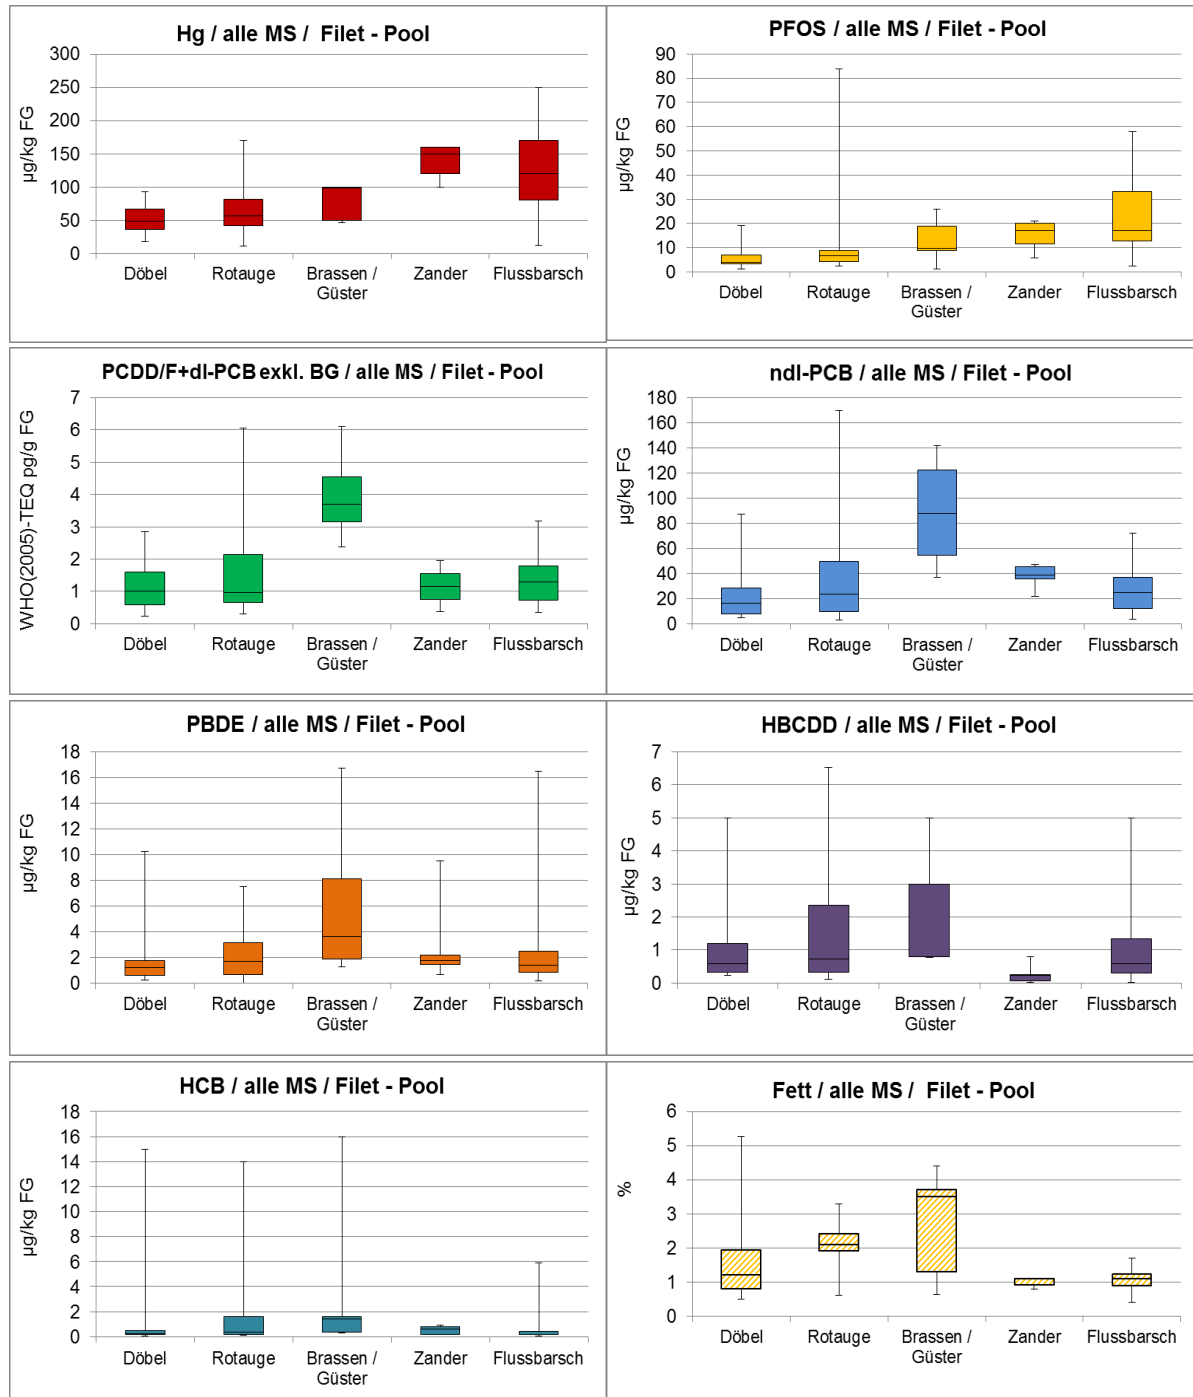 Hg / alle MS / Filet - Pool
300
250
200
150
100
50
0
µg/kg FG
Döbel
Rotauge
Brassen /
Güster
Zander
Flussbarsch
PFOS / alle MS / Filet - Pool
90
80
70
60
50
40
30
20
10
0
µg/kg FG
Döbel
Rotauge
Brassen /
Güster
Zander
Flussbarsch
PCDD/F+dl-PCB exkl. BG / alle MS / Filet - Pool
7
6
5
4
3
2
1
0
WHO(2005)-TEQ pg/g FG
Döbel
Rotauge
Brassen /
Güster
Zander
Flussbarsch
ndl-PCB / alle MS / Filet - Pool
180
160
140
120
100
80
60
40
20
0
µg/kg FG
Döbel
Rotauge
Brassen /
Güster
Zander
Flussbarsch
PBDE / alle MS / Filet - Pool
18
16
14
12
10
8
6
4
2
0
µg/kg FG
Döbel
Rotauge
Brassen /
Güster
Zander
Flussbarsch
HBCDD / alle MS / Filet - Pool
7
6
5
4
3
2
1
0
µg/kg FG
Döbel
Rotauge
Brassen /
Güster
Zander
Flussbarsch
HCB / alle MS / Filet - Pool
18
16
14
12
10
8
6
4
2
0
µg/kg FG
Döbel
Rotauge
Brassen /
Güster
Zander
Flussbarsch
Fett / alle MS / Filet - Pool
6
5
4
3
2
1
0
%
Döbel
Rotauge
Brassen /
Güster
Zander
Flussbarsch